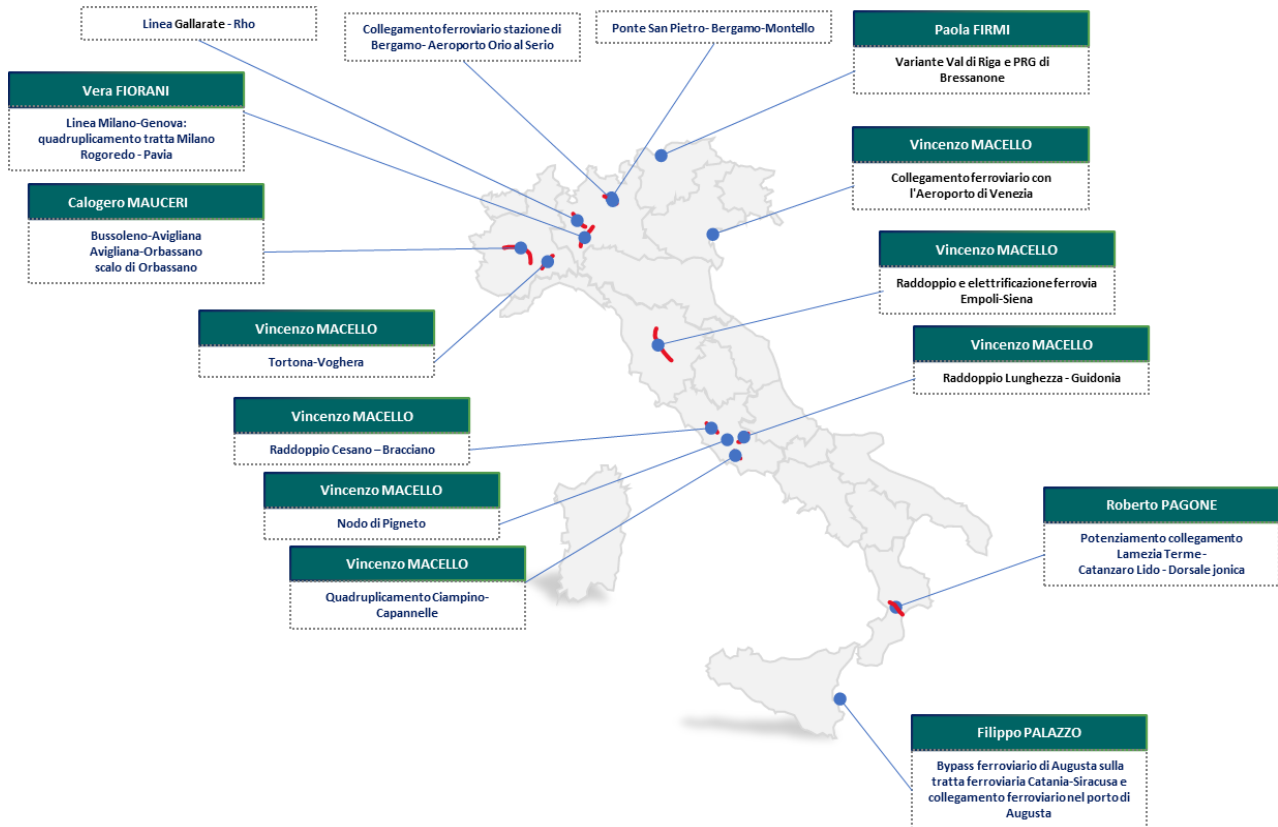 Linea Gallarate - Rho
Collegamento ferroviario stazione di
Bergamo- Aeroporto Orio al Serio
Ponte San Pietro- Bergamo-Montello
Paola FIRMI
Variante Val di Riga e PRG di
Bressanone
Vera FIORANI
Linea Milano-Genova:
quadruplicamento tratta Milano
Rogoredo - Pavia
Vincenzo MACELLO
Collegamento ferroviario con
l'Aeroporto di Venezia
Calogero MAUCERI
Bussoleno-Avigliana
Avigliana-Orbassano
scalo di Orbassano
Vincenzo MACELLO
Raddoppio e elettrificazione ferrovia
Empoli-Siena
Vincenzo MACELLO
Tortona-Voghera
Vincenzo MACELLO
Raddoppio Lunghezza - Guidonia
Vincenzo MACELLO
Raddoppio Cesano – Bracciano
Vincenzo MACELLO
Nodo di Pigneto
Roberto PAGONE
Potenziamento collegamento
Lamezia Terme-
Catanzaro Lido - Dorsale jonica
Vincenzo MACELLO
Quadruplicamento Ciampino-
Capannelle
Filippo PALAZZO
Bypass ferroviario di Augusta sulla
tratta ferroviaria Catania-Siracusa e
collegamento ferroviario nel porto di
Augusta